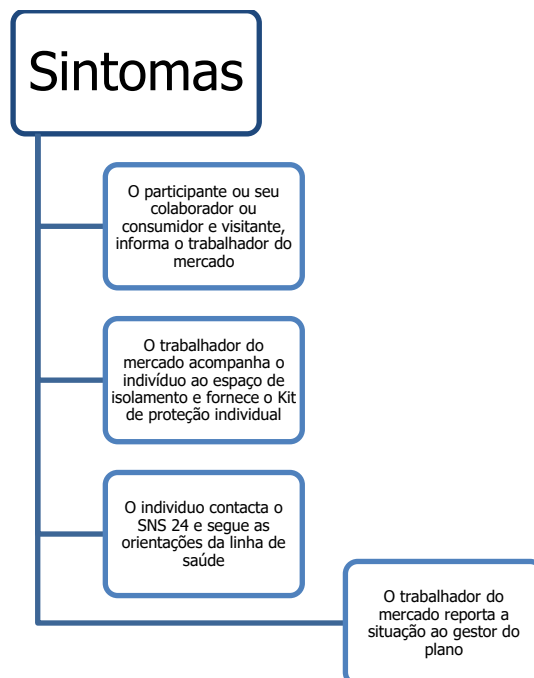 Sintomas
O participante ou seu
colaborador ou
consumidor e visitante,
informa o trabalhador do
mercado
O trabalhador do
mercado acompanha o
indivíduo ao espaço de
isolamento e fornece o Kit
de proteção individual
O individuo contacta o
SNS 24 e segue as
orientações da linha de
saúde
O trabalhador do
mercado reporta a
situação ao gestor do
plano